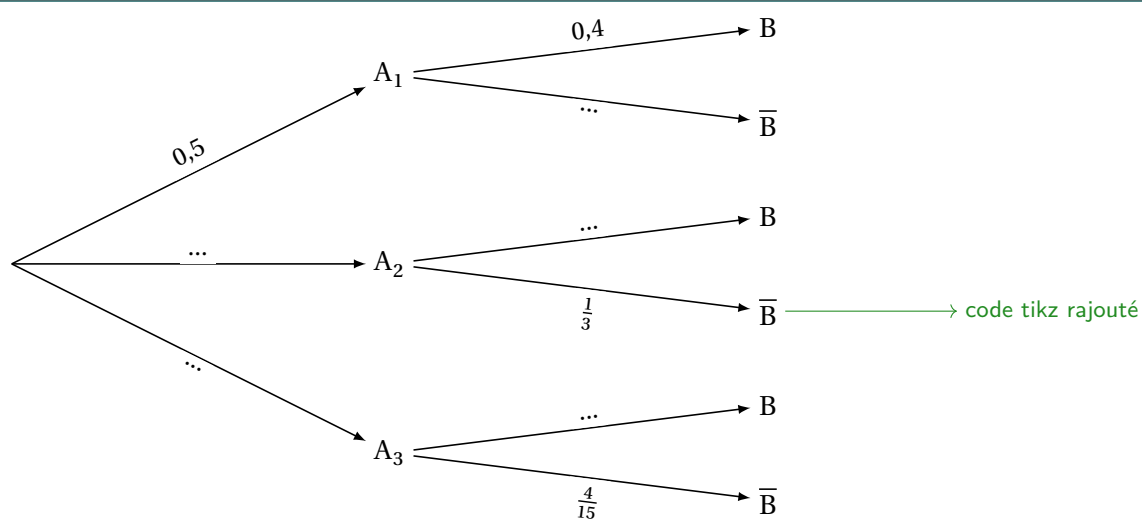 0,4
B
A₁
...
B̅
0,5
...
B
...
A₂
1/3
B̅
code tikz rajouté
...
...
B
A₃
4/15
B̅